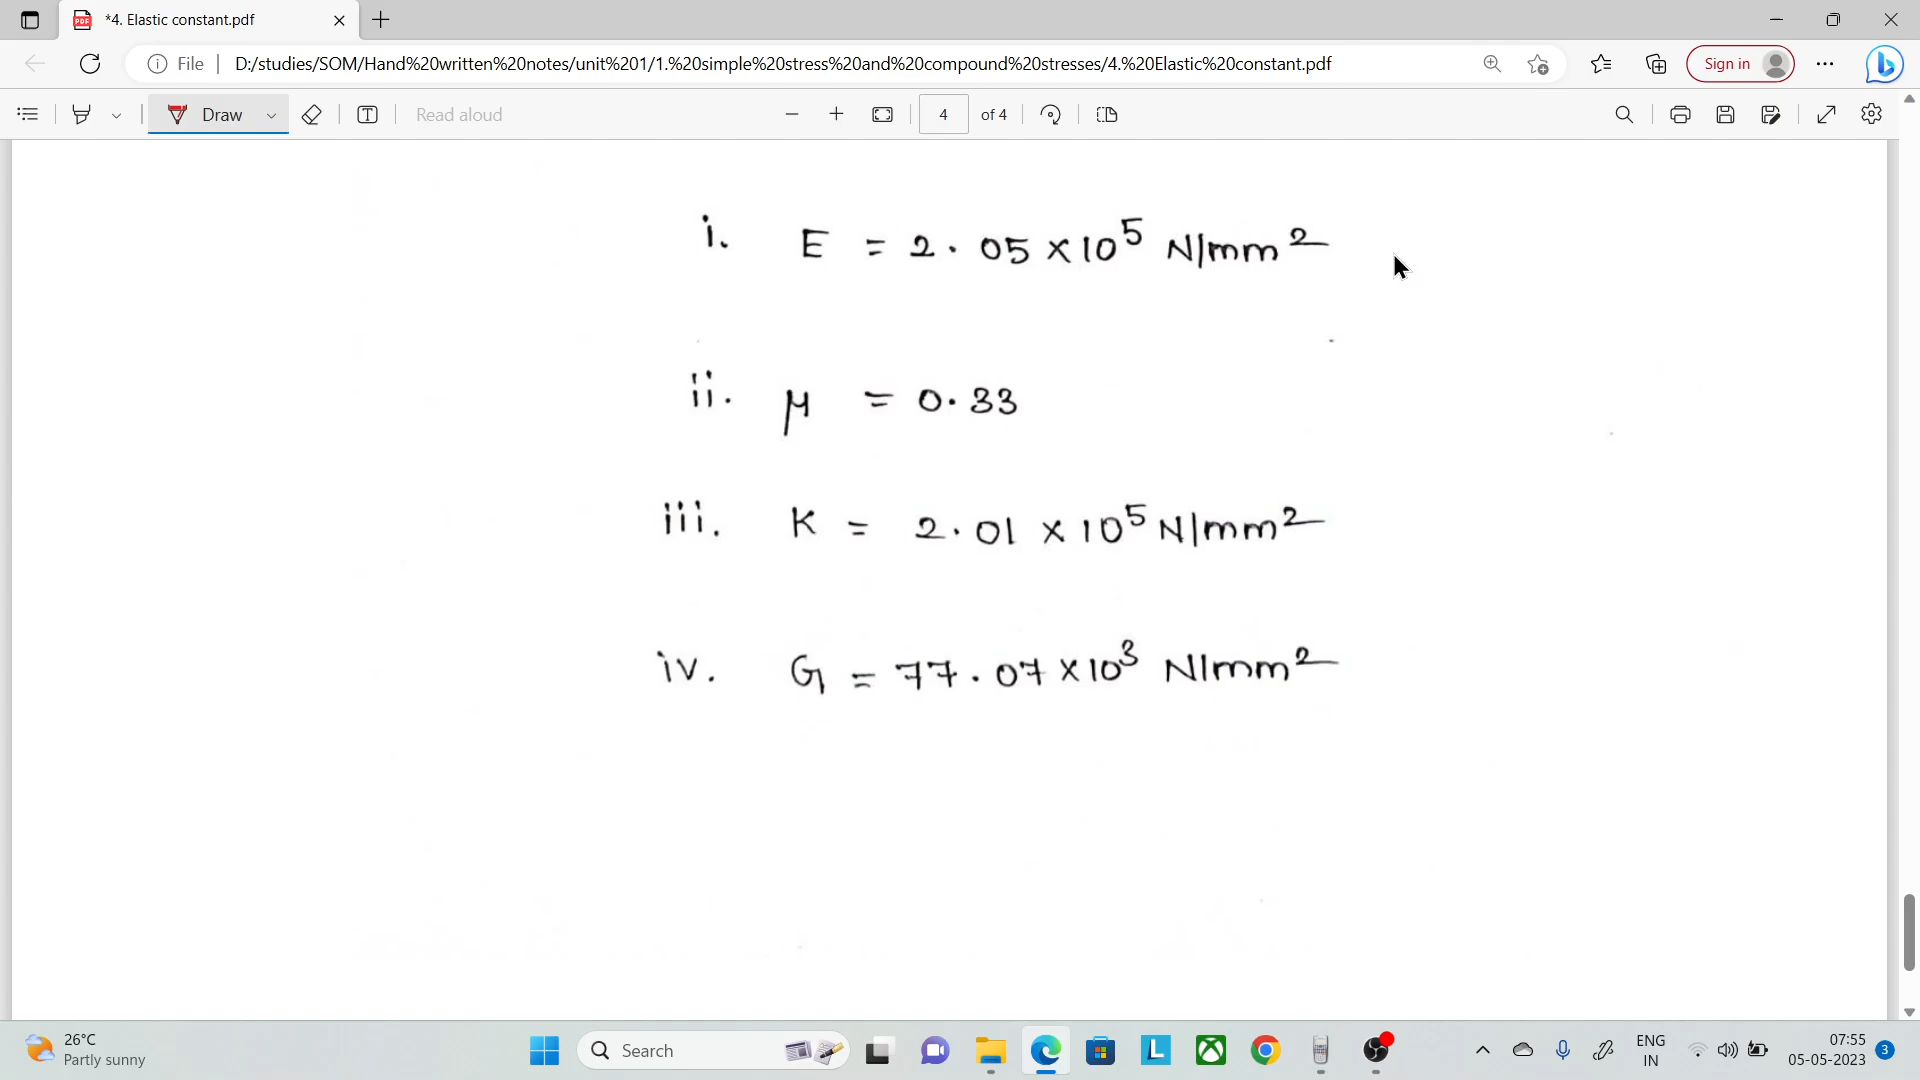 *4. Elastic constant.pdf
File
D:/studies/SOM/Hand%20written%20notes/unit%201/1.%20simple%20stress%20and%20compound%20stresses/4.%20Elastic%20constant.pdf
Sign in
Draw
Read aloud
4 of 4
i. E = 2.05 × 10⁵ N/mm²
ii. μ = 0.33
iii. K = 2.01 × 10⁵ N/mm²
iv. G = 77.07 × 10³ N/mm²
26°C
Partly sunny
Search
ENG
IN
07:55
05-05-2023
3